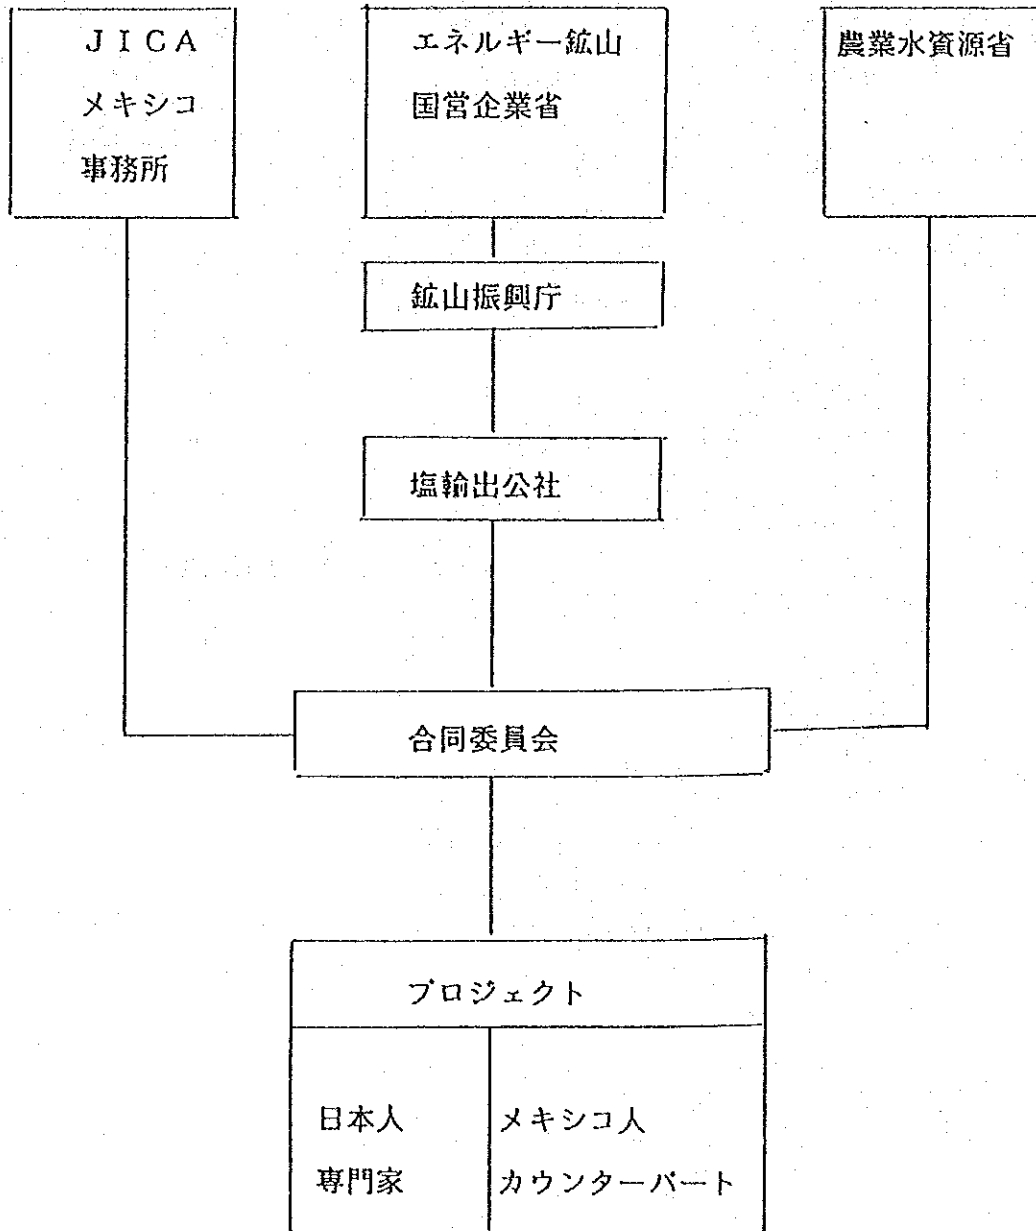 JICA
メキシコ
事務所
エネルギー鉱山
国営企業省
農業水資源省
鉱山振興庁
塩輸出公社
合同委員会
プロジェクト
日本人
専門家
メキシコ人
カウンターパート